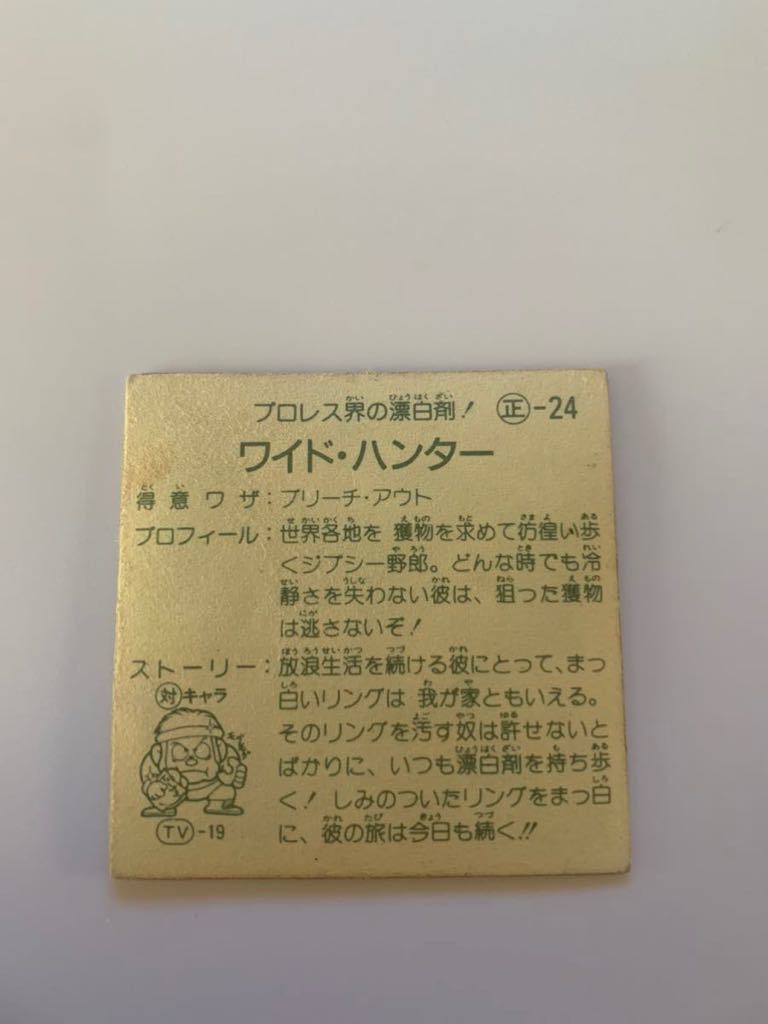 プロレス界の漂白剤! 正-24
ワイド・ハンター
得意ワザ:ブリーチ・アウト
プロフィール:世界各地を 獲物を求めて彷徨い歩
くジプシー野郎。どんな時でも冷
静さを失わない彼は、狙った獲物
は逃さないぞ!
ストーリー:放浪生活を続ける彼にとって、まっ
対キャラ 白いリングは 我が家ともいえる。
そのリングを汚す奴は許せないと
ばかりに、いつも漂白剤を持ち歩
く! しみのついたリングをまっ白
に、彼の旅は今日も続く!!
TV-19